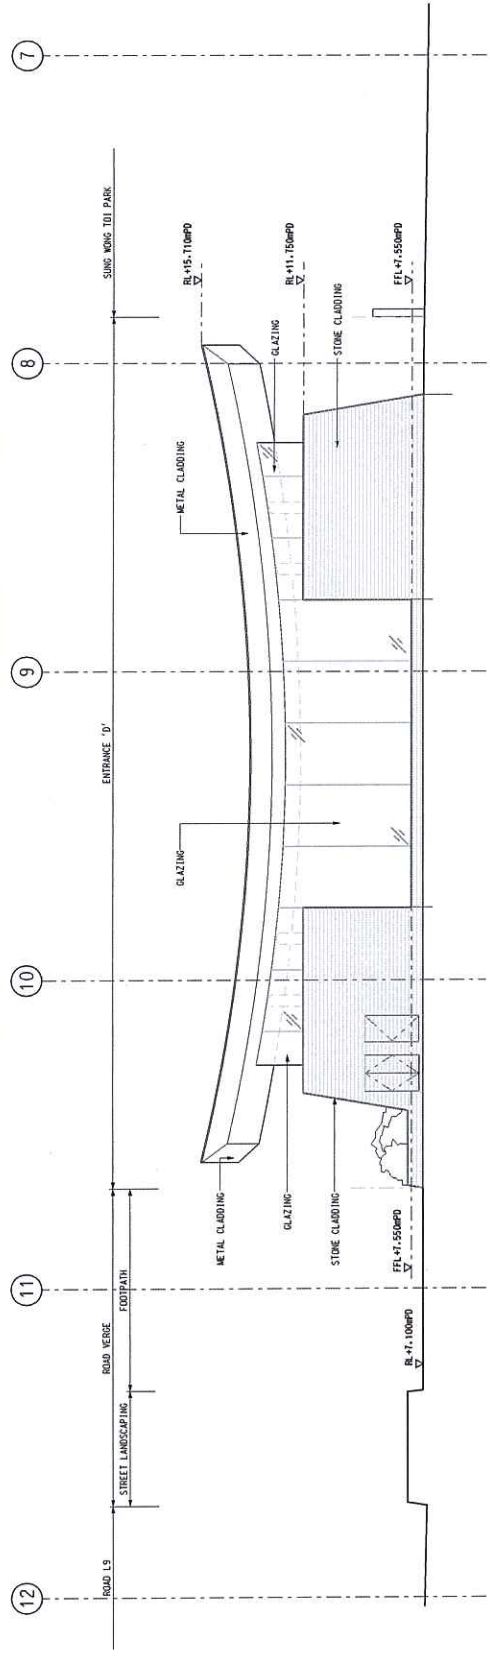 12
11
10
9
8
7
ROAD L9
ROAD VERGE
ENTRANCE 'D'
SUNG WONG TOI PARK
STREET LANDSCAPING
FOOTPATH
METAL CLADDING
GLAZING
STONE CLADDING
GLAZING
METAL CLADDING
GLAZING
STONE CLADDING
RL+15.710mPD
RL+11.750mPD
FFL+7.550mPD
FFL+7.550mPD
RL+7.100mPD